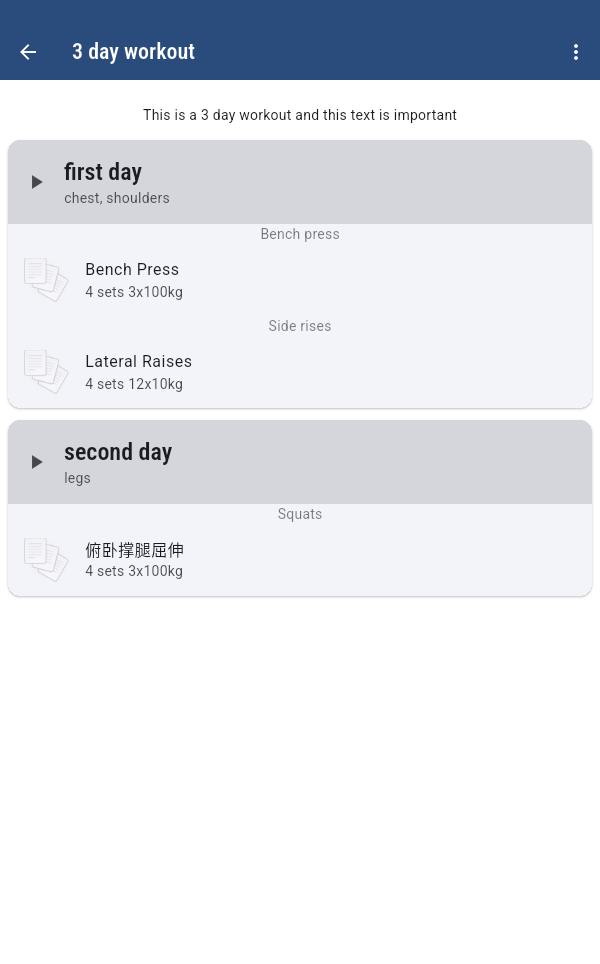 3 day workout
This is a 3 day workout and this text is important
first day
chest, shoulders
Bench press
Bench Press
4 sets 3x100kg
Side rises
Lateral Raises
4 sets 12x10kg
second day
legs
Squats
俯卧撑腿屈伸
4 sets 3x100kg